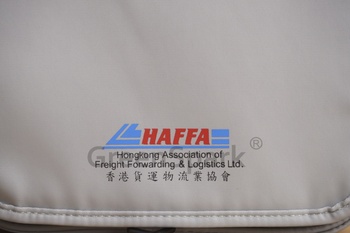 HAFFA
Hongkong Association of
Freight Forwarding & Logistics Ltd.
香港貨運物流業協會
®